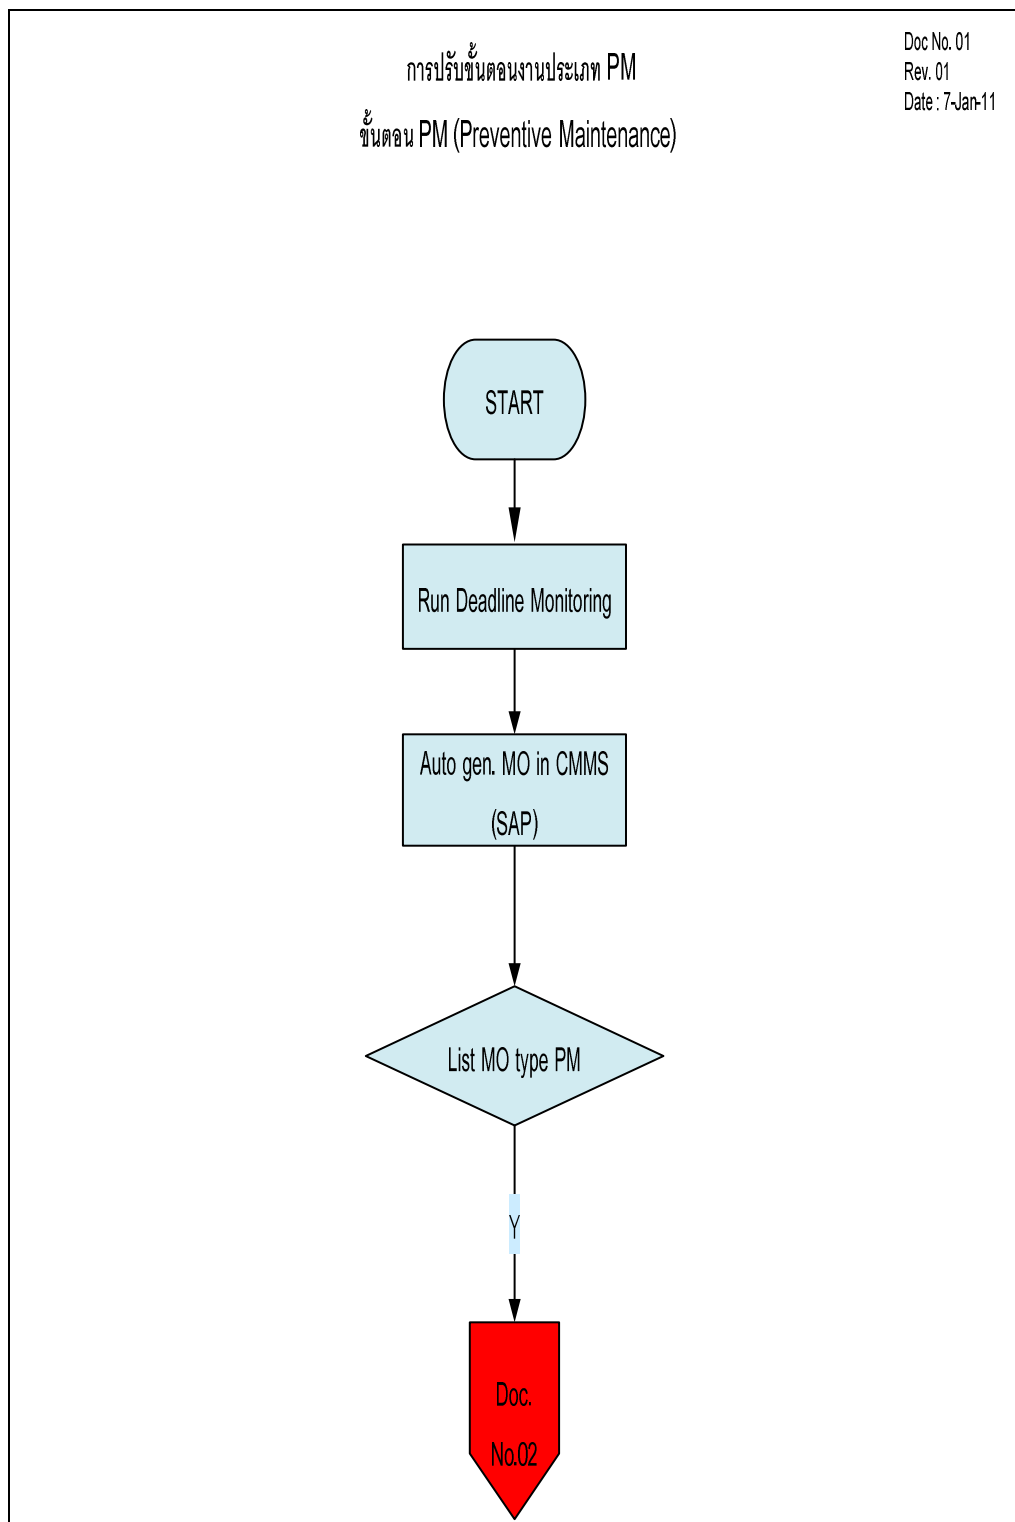 การปรับขั้นตอนงานประเภท PM
ขั้นตอน PM (Preventive Maintenance)
Doc No. 01
Rev. 01
Date : 7-Jan-11
START
Run Deadline Monitoring
Auto gen. MO in CMMS
(SAP)
List MO type PM
Y
Doc.
No.02